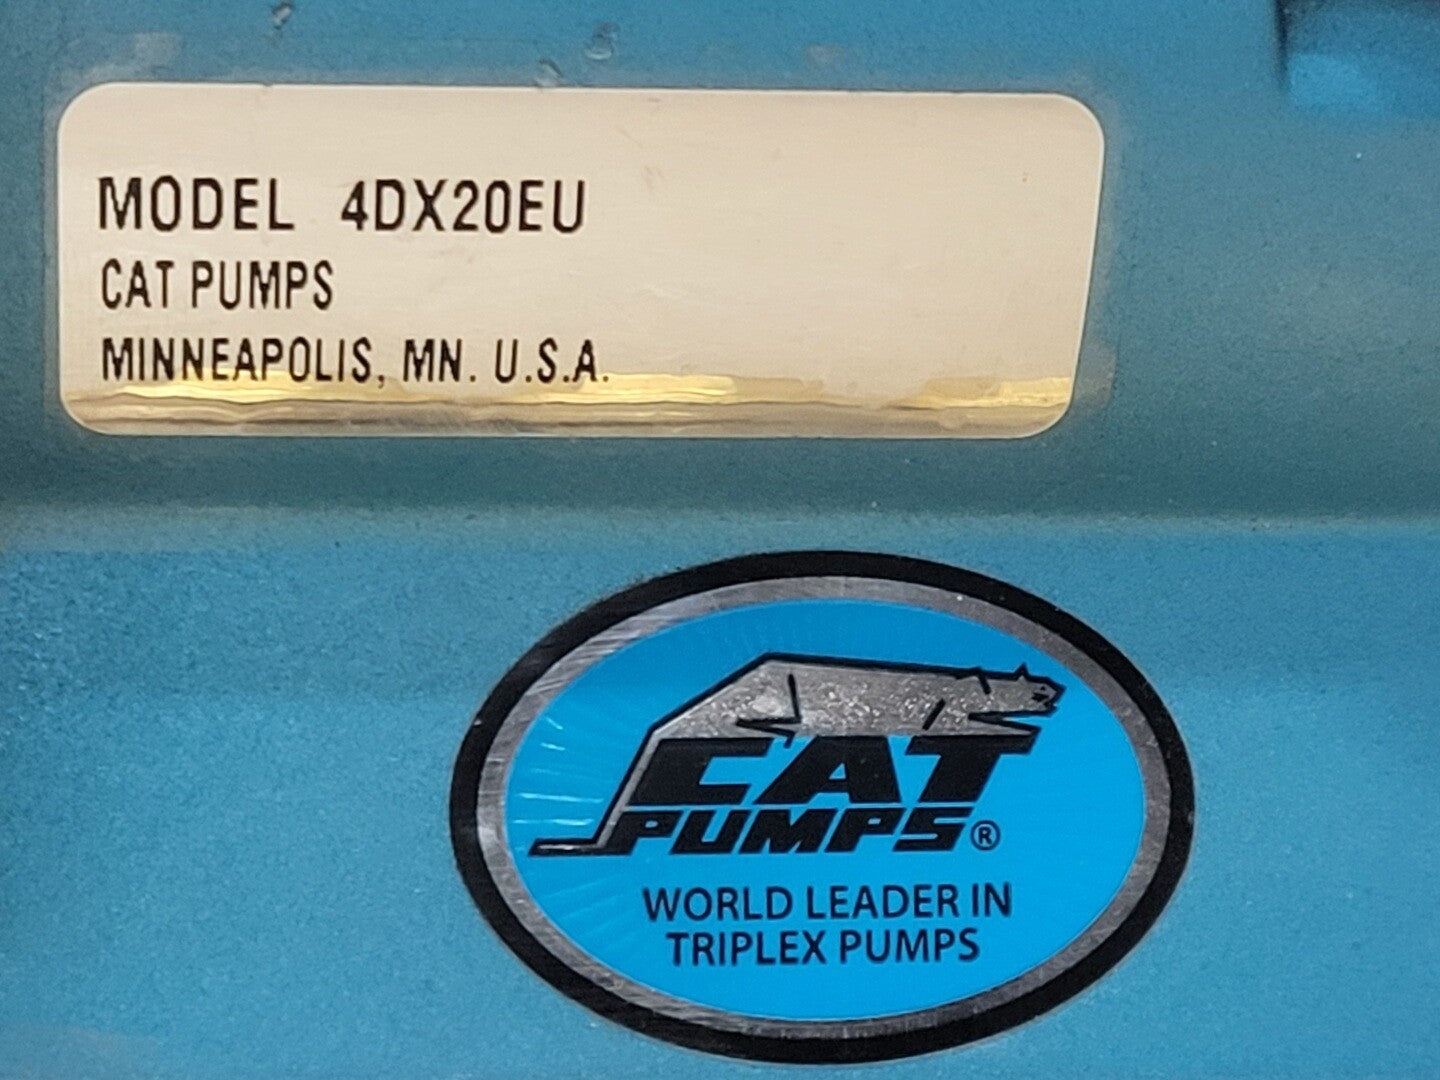 MODEL 4DX20EU
CAT PUMPS
MINNEAPOLIS, MN. U.S.A.
CAT
PUMPS®
WORLD LEADER IN
TRIPLEX PUMPS